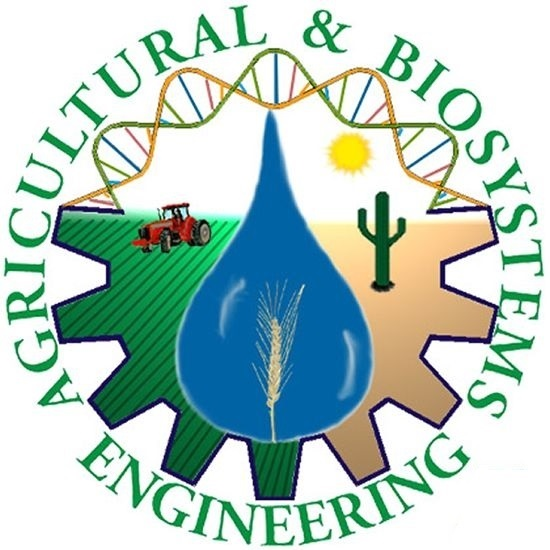 AGRICULTURAL & BIOSYSTEMS
ENGINEERING